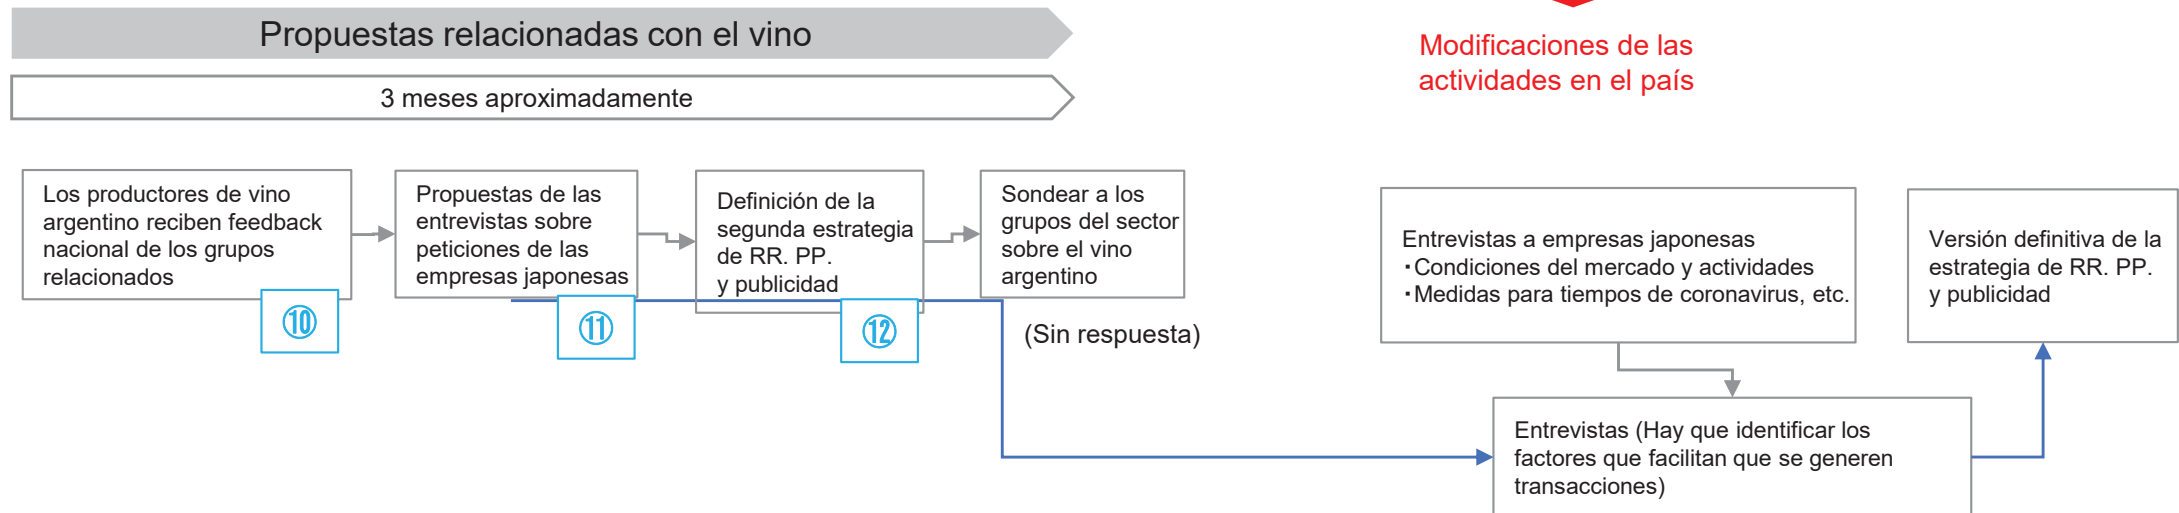 Propuestas relacionadas con el vino
3 meses aproximadamente
Modificaciones de las
actividades en el país
Los productores de vino
argentino reciben feedback
nacional de los grupos
relacionados
⑩
Propuestas de las
entrevistas sobre
peticiones de las
empresas japonesas
⑪
Definición de la
segunda estrategia
de RR. PP.
y publicidad
⑫
Sondear a los
grupos del sector
sobre el vino
argentino
(Sin respuesta)
Entrevistas a empresas japonesas
・Condiciones del mercado y actividades
・Medidas para tiempos de coronavirus, etc.
Versión definitiva de la
estrategia de RR. PP.
y publicidad
Entrevistas (Hay que identificar los
factores que facilitan que se generen
transacciones)